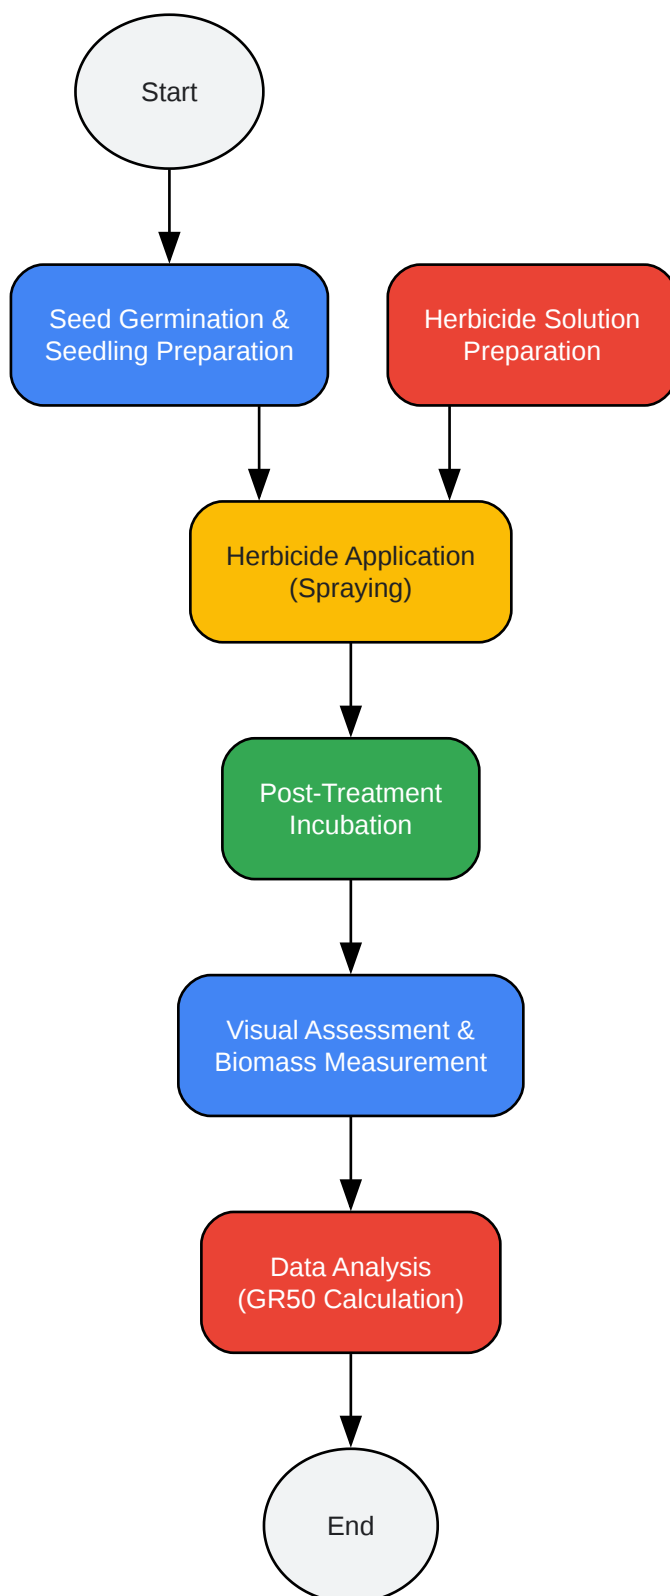 Start
Seed Germination &
Seedling Preparation
Herbicide Solution
Preparation
Herbicide Application
(Spraying)
Post-Treatment
Incubation
Visual Assessment &
Biomass Measurement
Data Analysis
(GR50 Calculation)
End